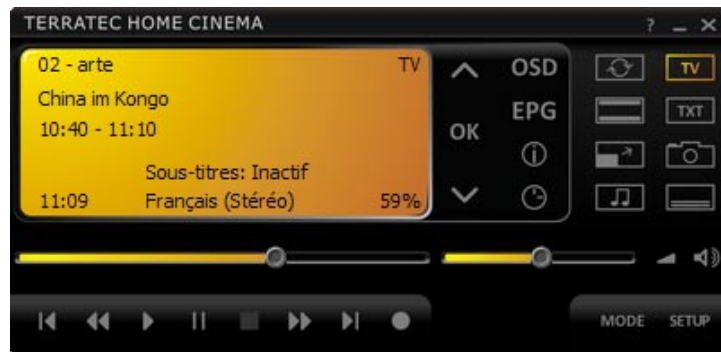 TERRATEC HOME CINEMA ? _ ×
02 - arte TV
China im Kongo
10:40 - 11:10
Sous-titres: Inactif
11:09 Français (Stéréo) 59%
OSD
EPG
OK
TV
TXT
MODE SETUP